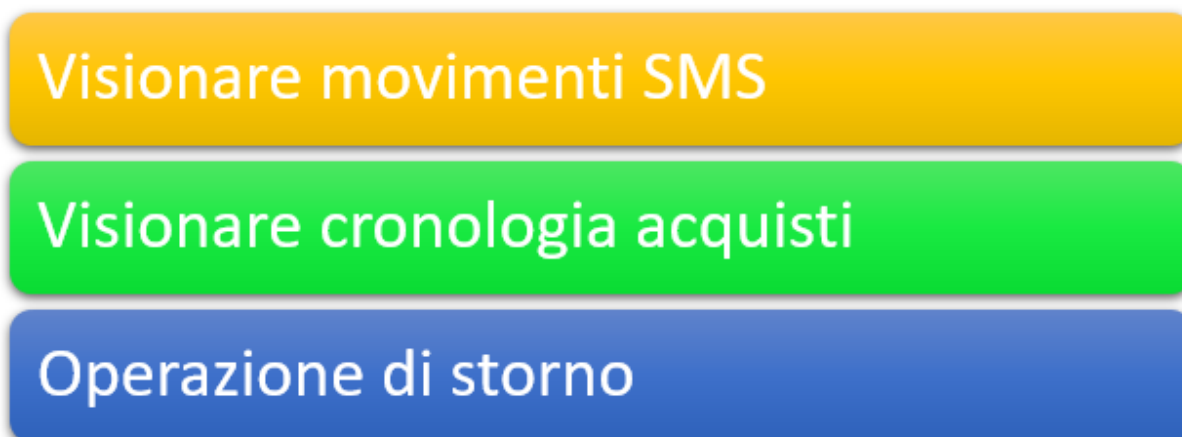 Visionare movimenti SMS
Visionare cronologia acquisti
Operazione di storno